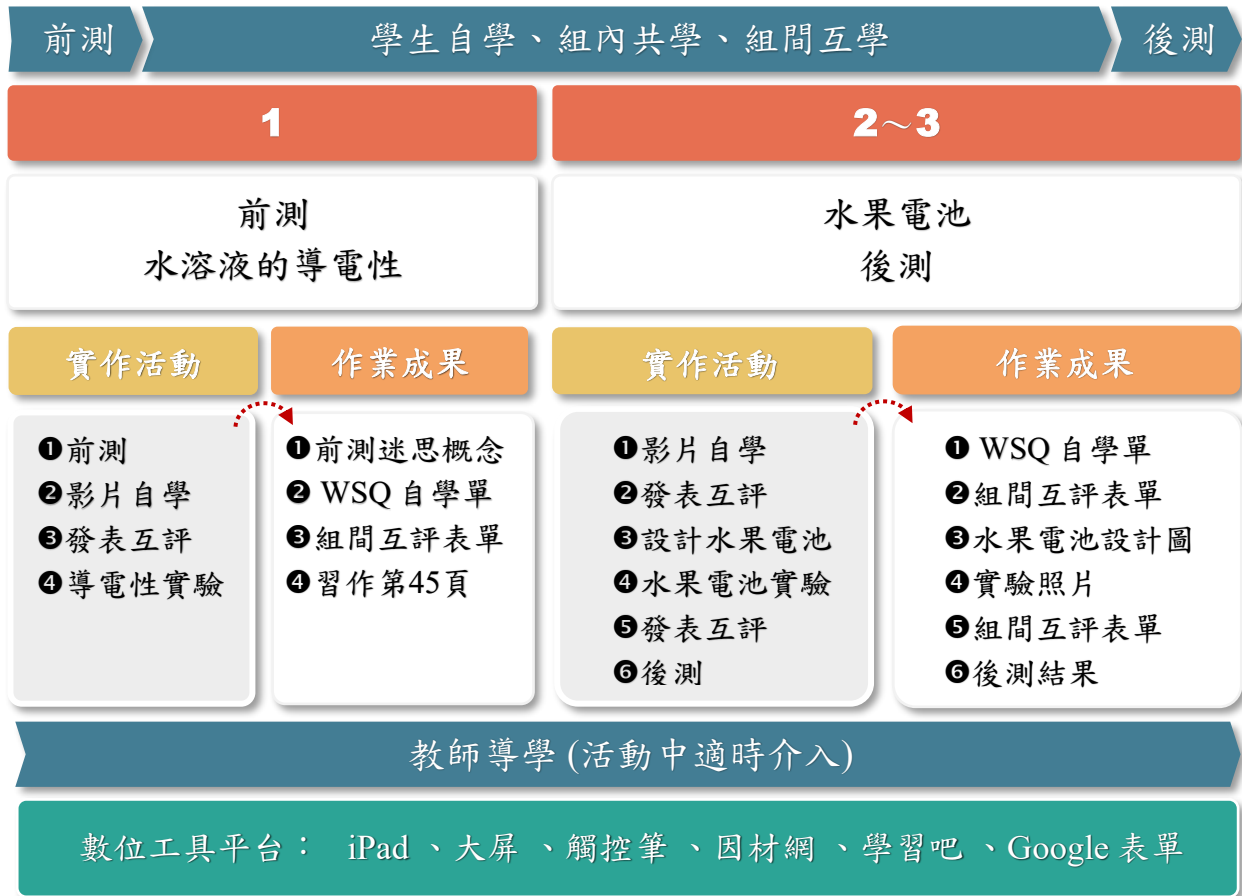 前測
學生自學、組內共學、組間互學
後測
1
2～3
前測
水溶液的導電性
水果電池
後測
實作活動
作業成果
實作活動
作業成果
❶前測
❷影片自學
❸發表互評
❹導電性實驗
❶前測迷思概念
❷ WSQ 自學單
❸組間互評表單
❹習作第45頁
❶影片自學
❷發表互評
❸設計水果電池
❹水果電池實驗
❺發表互評
❻後測
❶ WSQ 自學單
❷組間互評表單
❸水果電池設計圖
❹實驗照片
❺組間互評表單
❻後測結果
教師導學 (活動中適時介入)
數位工具平台： iPad 、大屏 、觸控筆 、因材網 、學習吧 、Google 表單